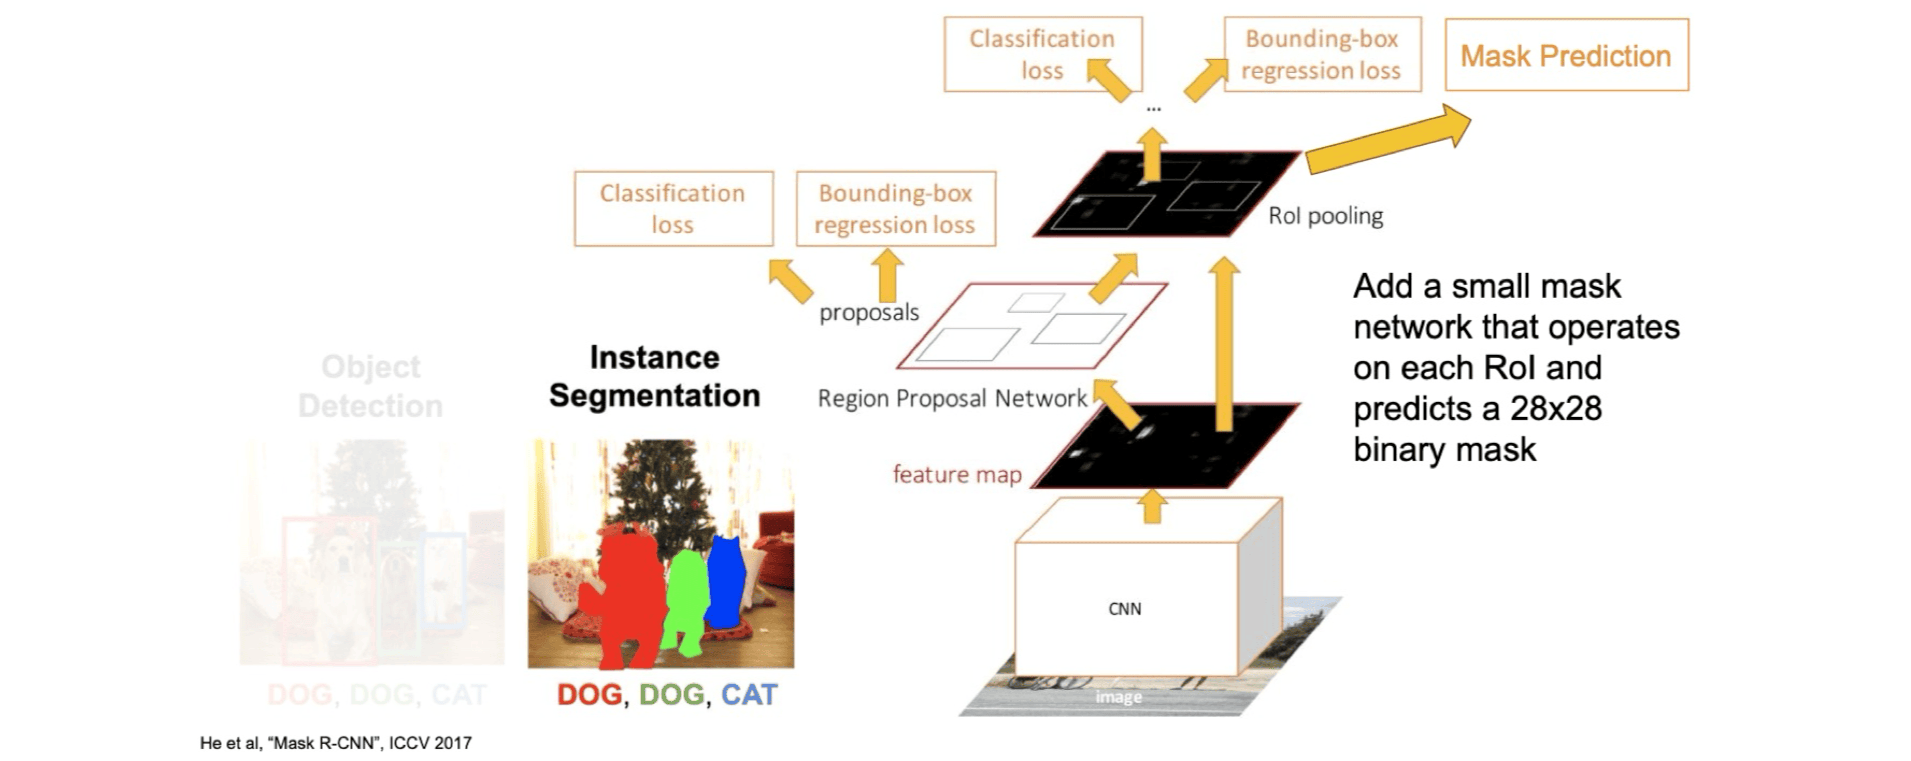 Classification
loss
Bounding-box
regression loss
Mask Prediction
...
Classification
loss
Bounding-box
regression loss
RoI pooling
proposals
Add a small mask
network that operates
on each RoI and
predicts a 28x28
binary mask
Object
Detection
Instance
Segmentation
Region Proposal Network
feature map
CNN
image
DOG, DOG, CAT
DOG, DOG, CAT
He et al, “Mask R-CNN”, ICCV 2017